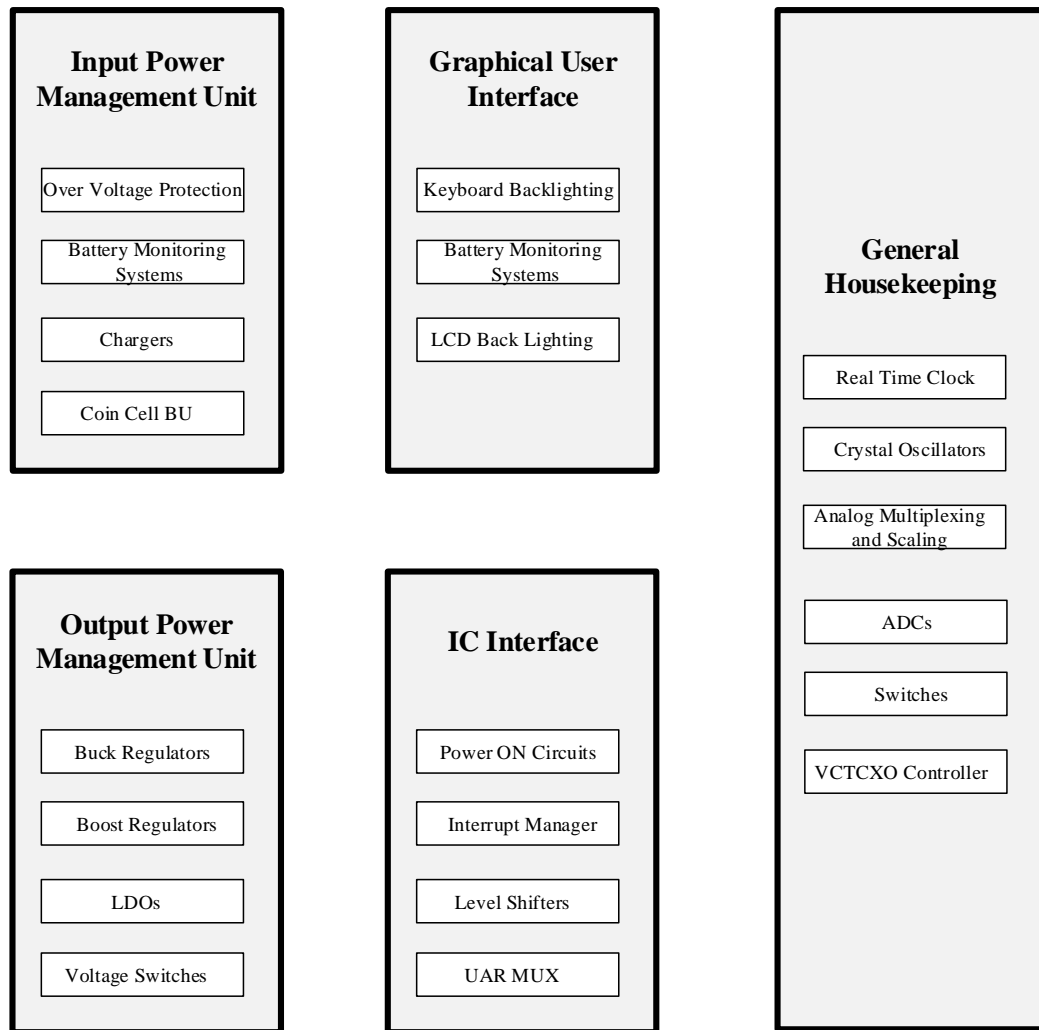 Input Power
Management Unit
Over Voltage Protection
Battery Monitoring
Systems
Chargers
Coin Cell BU
Graphical User
Interface
Keyboard Backlighting
Battery Monitoring
Systems
LCD Back Lighting
General
Housekeeping
Real Time Clock
Crystal Oscillators
Analog Multiplexing
and Scaling
ADCs
Switches
VCTCXO Controller
Output Power
Management Unit
Buck Regulators
Boost Regulators
LDOs
Voltage Switches
IC Interface
Power ON Circuits
Interrupt Manager
Level Shifters
UAR MUX